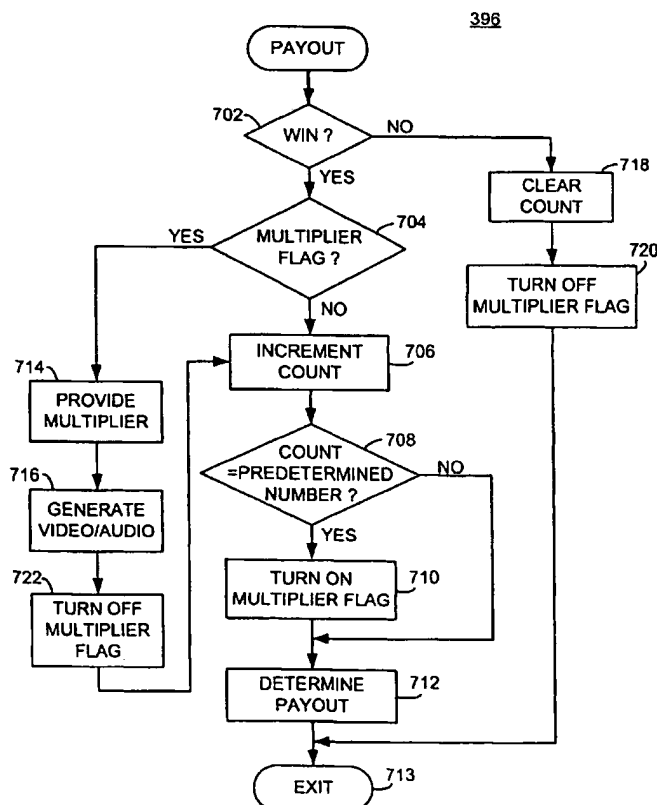 396
PAYOUT
702
WIN ?
NO
YES
718
CLEAR
COUNT
YES
MULTIPLIER
FLAG ?
704
720
TURN OFF
MULTIPLIER FLAG
NO
INCREMENT
COUNT
706
714
PROVIDE
MULTIPLIER
708
COUNT
=PREDETERMINED
NUMBER ?
NO
716
GENERATE
VIDEO/AUDIO
YES
722
TURN OFF
MULTIPLIER
FLAG
TURN ON
MULTIPLIER FLAG
710
DETERMINE
PAYOUT
712
EXIT
713